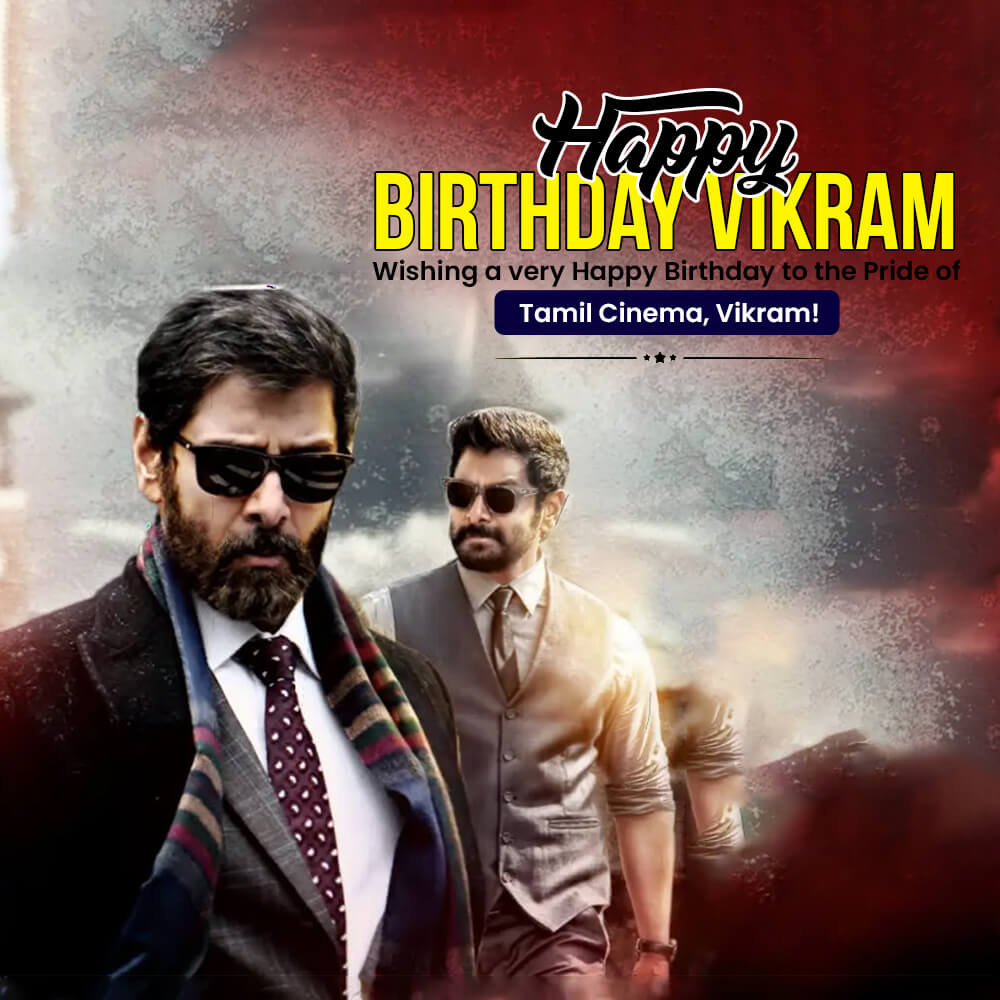 Happy
BIRTHDAY VIKRAM
Wishing a very Happy Birthday to the Pride of
Tamil Cinema, Vikram!